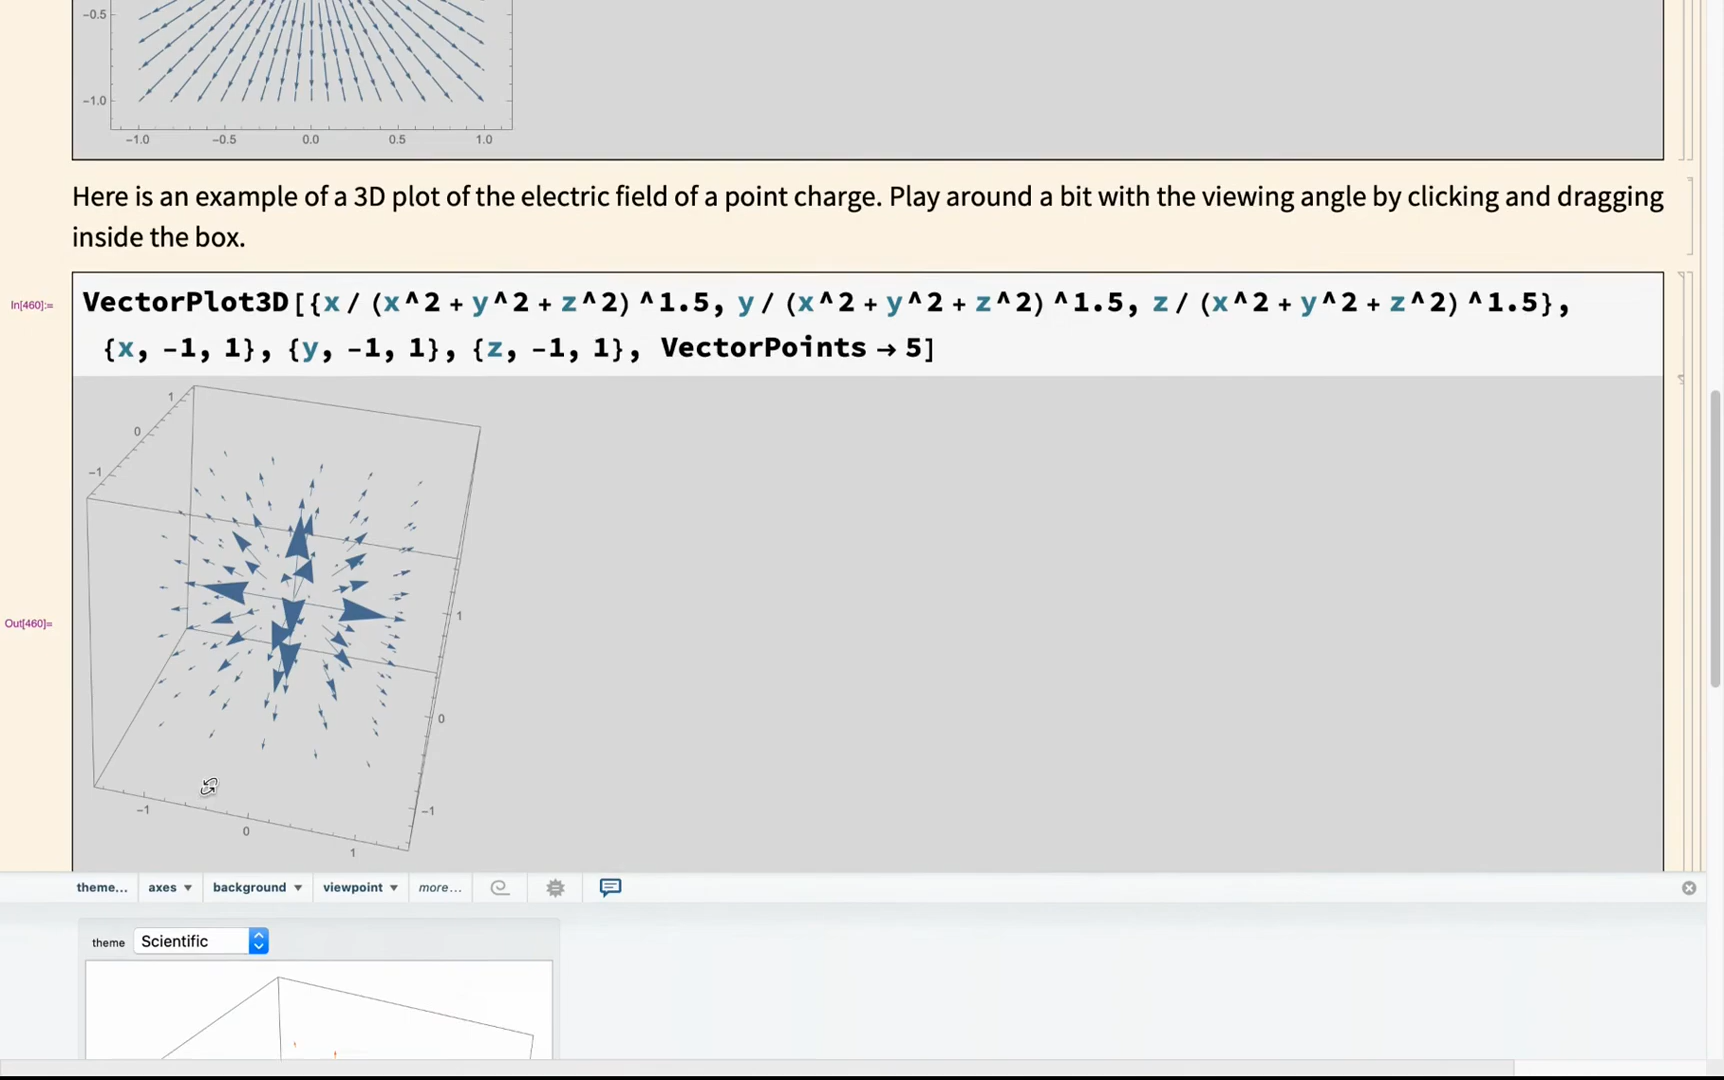 -0.5
-1.0
-1.0 -0.5 0.0 0.5 1.0
Here is an example of a 3D plot of the electric field of a point charge. Play around a bit with the viewing angle by clicking and dragging
inside the box.
In[460]:=
VectorPlot3D[{x / (x^2 + y^2 + z^2) ^1.5, y / (x^2 + y^2 + z^2) ^1.5, z / (x^2 + y^2 + z^2) ^1.5},
{x, -1, 1}, {y, -1, 1}, {z, -1, 1}, VectorPoints → 5]
1
0
-1
Out[460]=
1
0
-1
-1
0
1
theme... axes background viewpoint more...
theme Scientific